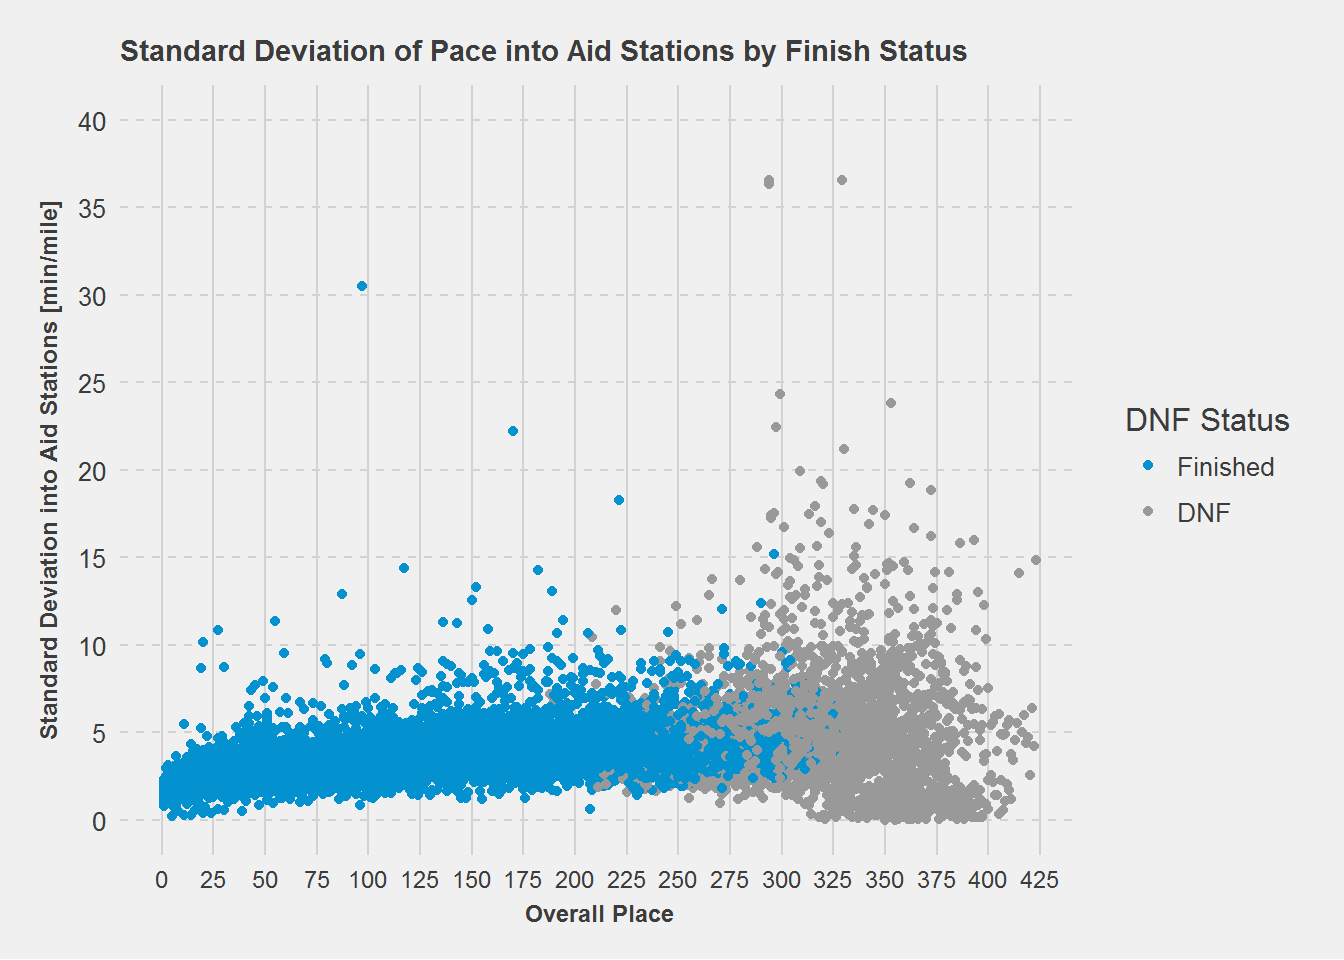 Standard Deviation of Pace into Aid Stations by Finish Status
Standard Deviation into Aid Stations [min/mile]
40
35
30
25
20
15
10
5
0
0 25 50 75 100 125 150 175 200 225 250 275 300 325 350 375 400 425
Overall Place
DNF Status
Finished
DNF